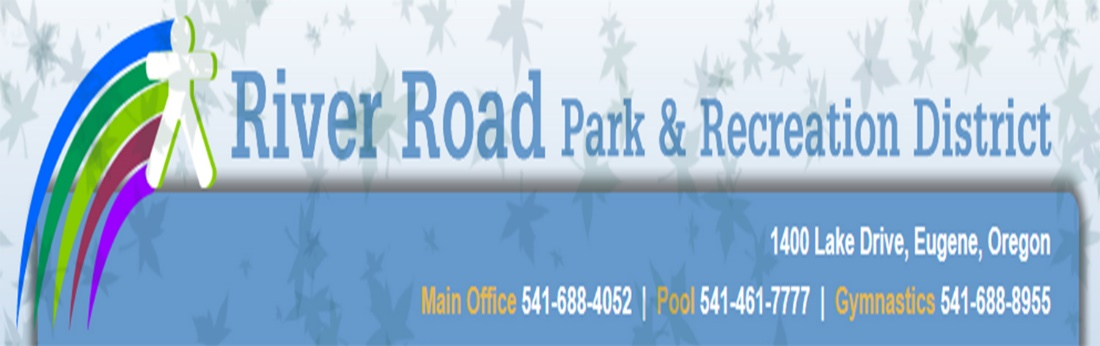 River Road Park & Recreation District
1400 Lake Drive, Eugene, Oregon
Main Office 541-688-4052 | Pool 541-461-7777 | Gymnastics 541-688-8955